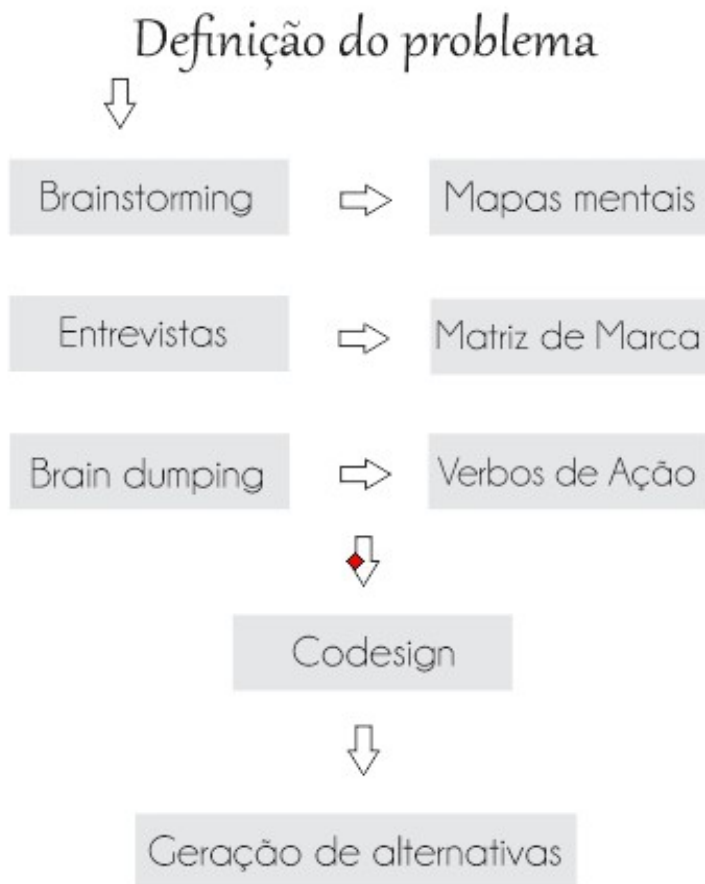 Definição do problema
Brainstorming
Mapas mentais
Entrevistas
Matriz de Marca
Brain dumping
Verbos de Ação
Codesign
Geração de alternativas